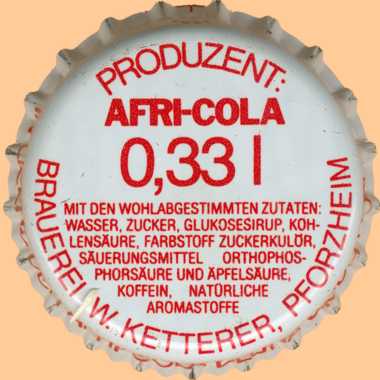 PRODUZENT:
AFRI-COLA
0,33 l
MIT DEN WOHLABGESTIMMTEN ZUTATEN:
WASSER, ZUCKER, GLUKOSESIRUP, KOH-
LENSÄURE, FARBSTOFF ZUCKERKULÖR,
SÄUERUNGSMITTEL ORTHOPHOS-
PHORSÄURE UND ÄPFELSÄURE,
KOFFEIN, NATÜRLICHE
AROMASTOFFE
BRAUEREI W. KETTERER, PFORZHEIM